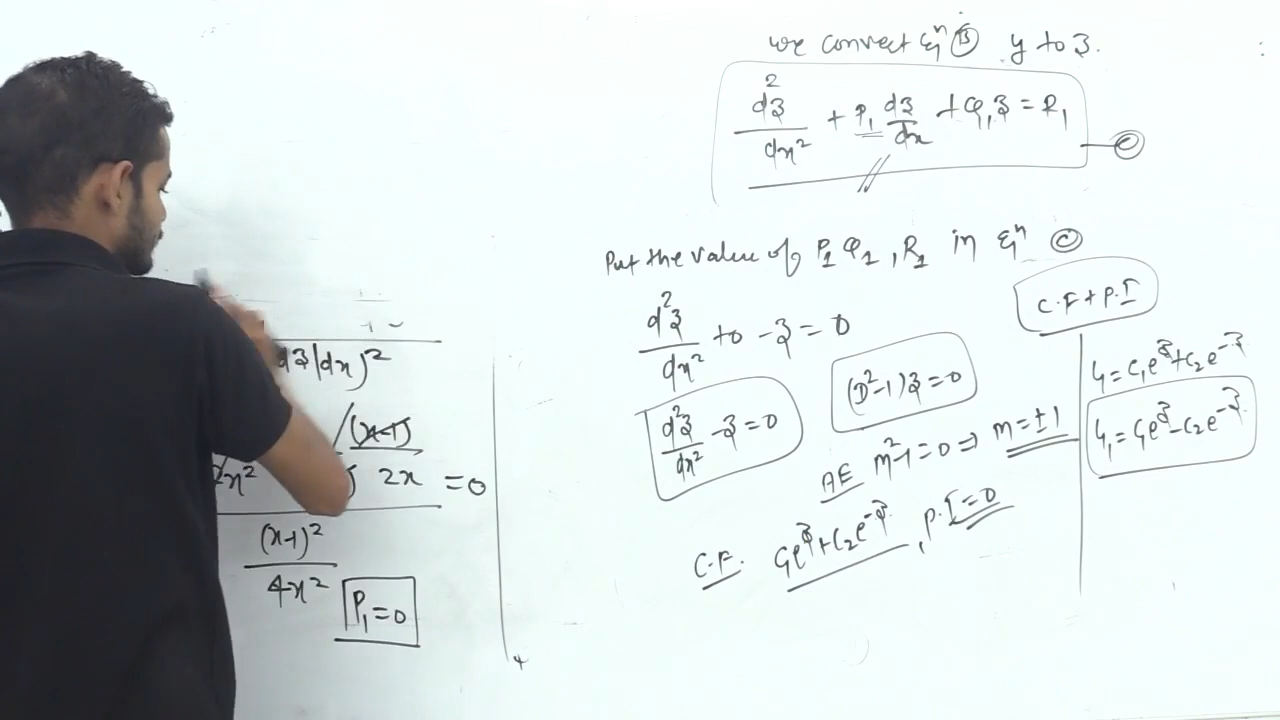 we convert Eqⁿ Ⓑ y to z.
d²z/dx² + P₁ dz/dx + Q₁z = R₁ — Ⓒ
Put the value of P₁ Q₁, R₁ in Eqⁿ Ⓒ
d²z/dx² + 0 - z = 0
d²z/dx² - z = 0
(D²-1)z = 0
AE m²-1=0 ⇒ m=±1
C.F. C₁e^z+C₂e^-z, P.I=0
C.F+P.I
y=C₁e^z+C₂e^-z
y₁=C₁e^z-C₂e^-z
dz/dx)²
(x-1)
2x² 2x =0
(x-1)²
4x²
P₁=0